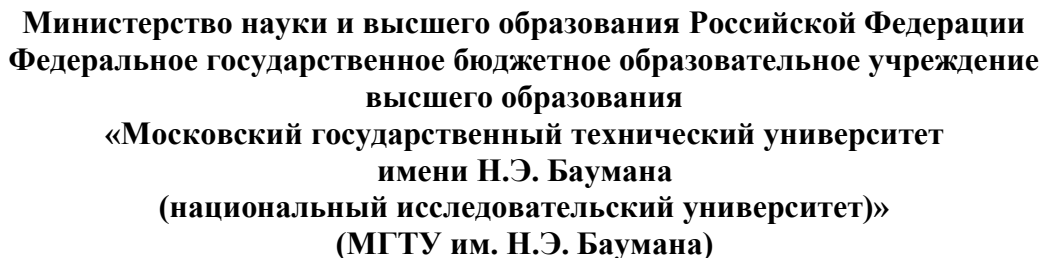 Министерство науки и высшего образования Российской Федерации
Федеральное государственное бюджетное образовательное учреждение
высшего образования
«Московский государственный технический университет
имени Н.Э. Баумана
(национальный исследовательский университет)»
(МГТУ им. Н.Э. Баумана)